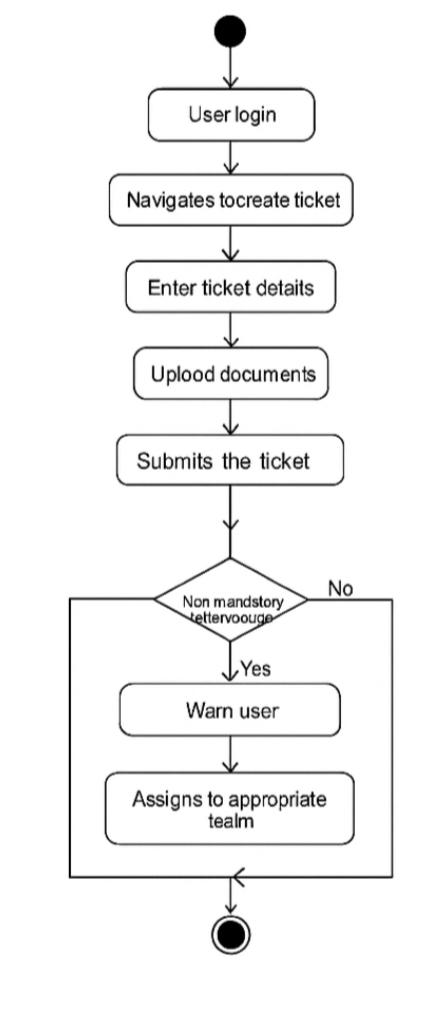 User login
Navigates tocreate ticket
Enter ticket detaits
Uplood documents
Submits the ticket
Non mandstory
No
Yes
Warn user
Assigns to appropriate
tealm